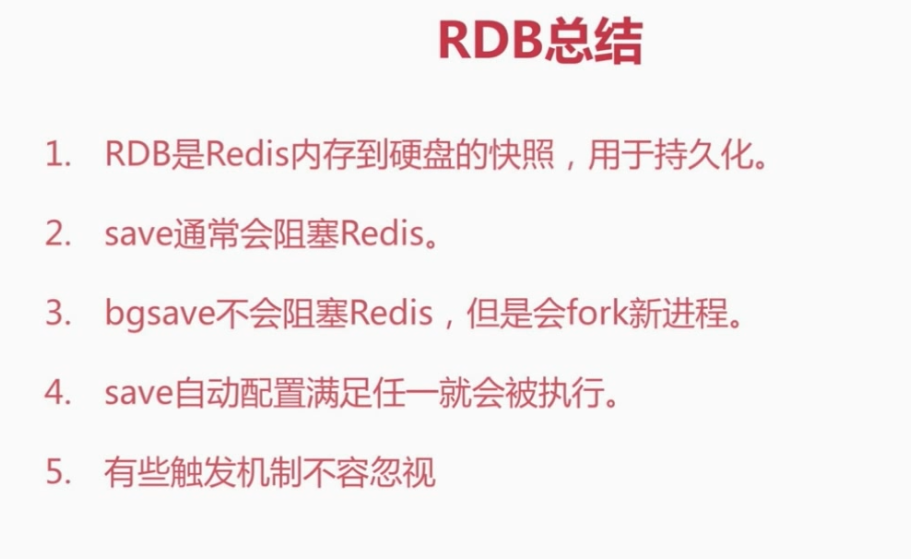 RDB总结
1. RDB是Redis内存到硬盘的快照，用于持久化。
2. save通常会阻塞Redis。
3. bgsave不会阻塞Redis，但是会fork新进程。
4. save自动配置满足任一就会被执行。
5. 有些触发机制不容忽视